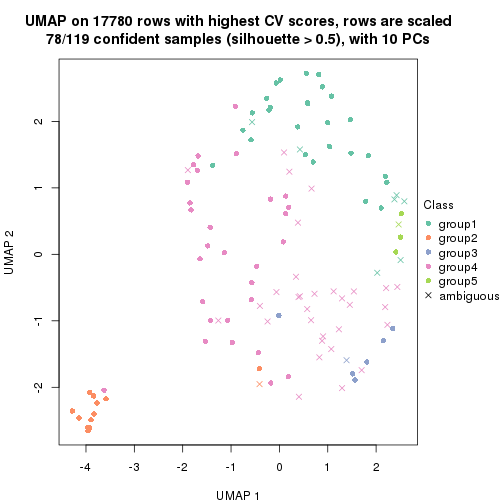 UMAP on 17780 rows with highest CV scores, rows are scaled
78/119 confident samples (silhouette > 0.5), with 10 PCs
UMAP 2
2
1
0
-1
-2
-4
-3
-2
-1
0
1
2
UMAP 1
Class
group1
group2
group3
group4
group5
ambiguous